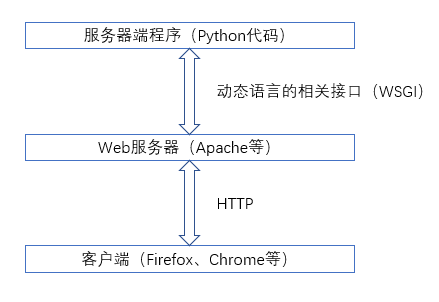 服务器端程序（Python代码）
动态语言的相关接口（WSGI）
Web服务器（Apache等）
HTTP
客户端（Firefox、Chrome等）